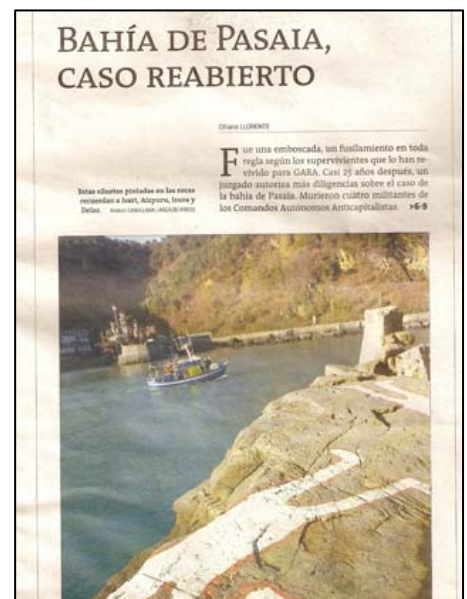 BAHÍA DE PASAIA,
CASO REABIERTO
Oihana LLORENTE
Fue una emboscada, un fusilamiento en toda
regla según los supervivientes que lo han re-
vivido para GARA. Casi 25 años después, un
juzgado autoriza más diligencias sobre el caso de
la bahía de Pasaia. Murieron cuatro militantes de
los Comandos Autónomos Anticapitalistas. >6-9
Estas siluetas pintadas en las rocas
recuerdan a Isart, Aizpuru, Izura y
Delas. CANELLADA | ARGAZKI PRESS